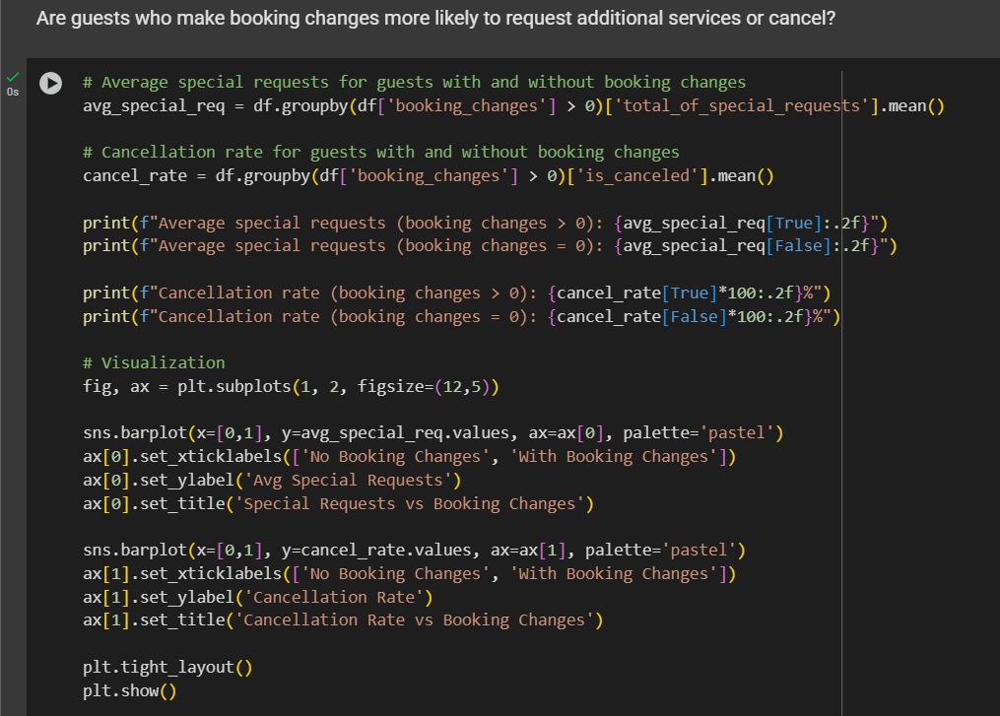 Are guests who make booking changes more likely to request additional services or cancel?
0s
# Average special requests for guests with and without booking changes
avg_special_req = df.groupby(df['booking_changes'] > 0)['total_of_special_requests'].mean()
# Cancellation rate for guests with and without booking changes
cancel_rate = df.groupby(df['booking_changes'] > 0)['is_canceled'].mean()
print(f"Average special requests (booking changes > 0): {avg_special_req[True]:.2f}")
print(f"Average special requests (booking changes = 0): {avg_special_req[False]:.2f}")
print(f"Cancellation rate (booking changes > 0): {cancel_rate[True]*100:.2f}%")
print(f"Cancellation rate (booking changes = 0): {cancel_rate[False]*100:.2f}%")
# Visualization
fig, ax = plt.subplots(1, 2, figsize=(12,5))
sns.barplot(x=[0,1], y=avg_special_req.values, ax=ax[0], palette='pastel')
ax[0].set_xticklabels(['No Booking Changes', 'With Booking Changes'])
ax[0].set_ylabel('Avg Special Requests')
ax[0].set_title('Special Requests vs Booking Changes')
sns.barplot(x=[0,1], y=cancel_rate.values, ax=ax[1], palette='pastel')
ax[1].set_xticklabels(['No Booking Changes', 'With Booking Changes'])
ax[1].set_ylabel('Cancellation Rate')
ax[1].set_title('Cancellation Rate vs Booking Changes')
plt.tight_layout()
plt.show()